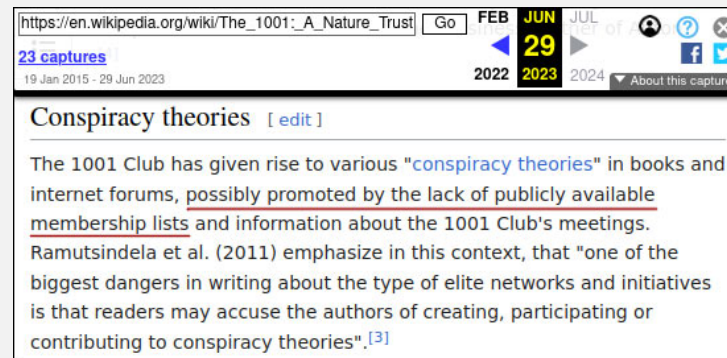 https://en.wikipedia.org/wiki/The_1001:_A_Nature_Trust Go FEB JUN JUL
29
23 captures
2022 2023 2024
19 Jan 2015 - 29 Jun 2023 About this capture
Conspiracy theories [ edit ]
The 1001 Club has given rise to various "conspiracy theories" in books and
internet forums, possibly promoted by the lack of publicly available
membership lists and information about the 1001 Club's meetings.
Ramutsindela et al. (2011) emphasize in this context, that "one of the
biggest dangers in writing about the type of elite networks and initiatives
is that readers may accuse the authors of creating, participating or
contributing to conspiracy theories".[3]